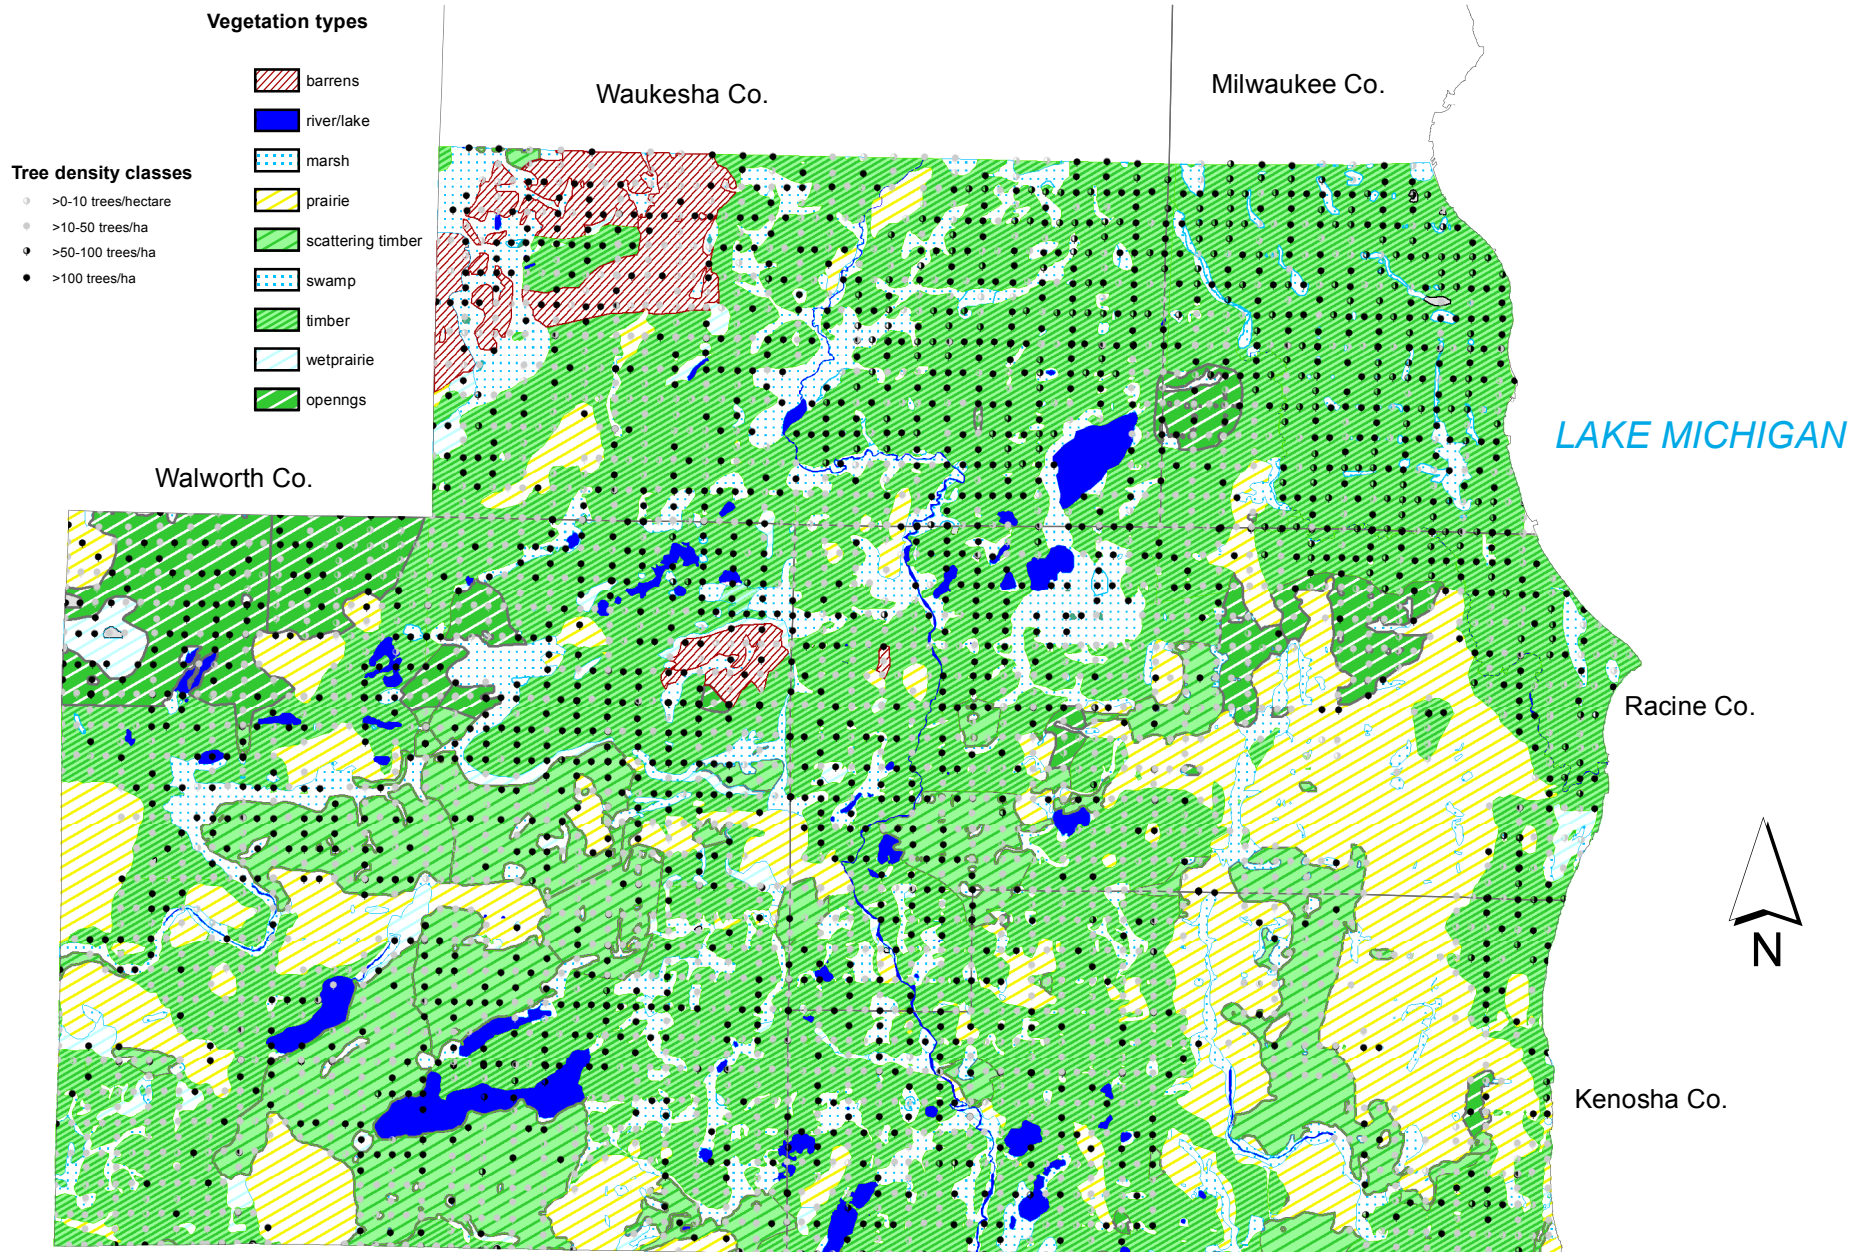 Vegetation types
barrens
river/lake
marsh
prairie
scattering timber
swamp
timber
wetprairie
openngs
Tree density classes
>0-10 trees/hectare
>10-50 trees/ha
>50-100 trees/ha
>100 trees/ha
Waukesha Co.
Milwaukee Co.
LAKE MICHIGAN
Walworth Co.
Racine Co.
N
Kenosha Co.